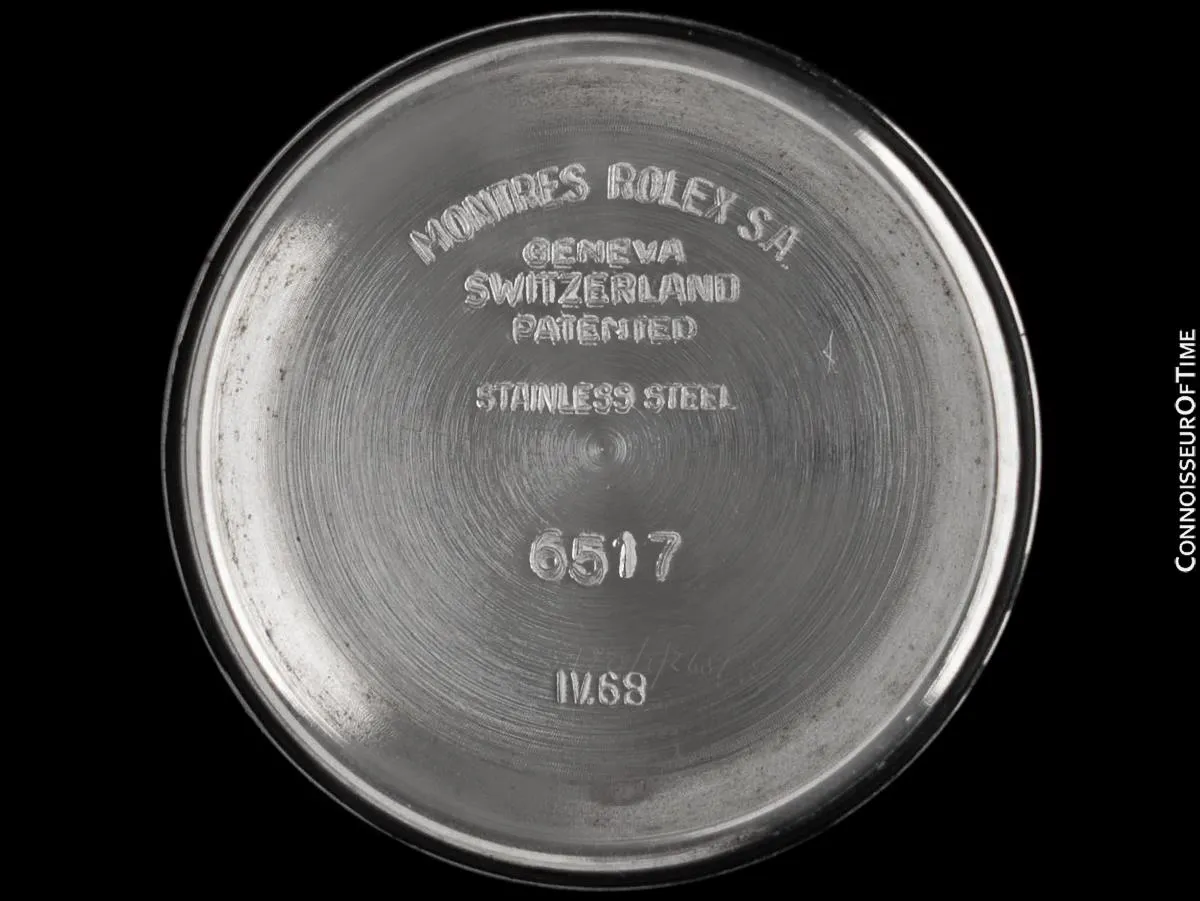 MONTRES ROLEX S.A.
GENEVA
SWITZERLAND
PATENTED
STAINLESS STEEL
6517
IV.68
CONNOISSEUROFTIME